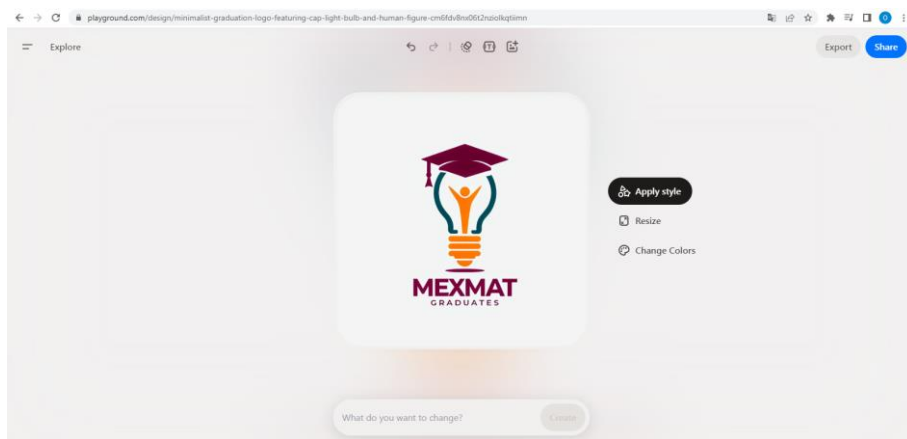 playground.com/design/minimalist-graduation-logo-featuring-cap-light-bulb-and-human-figure-cm6fdv8nx06t2nziolkqtiimn
Explore
Export
Share
Apply style
Resize
Change Colors
MEXMAT
GRADUATES
What do you want to change?
Create